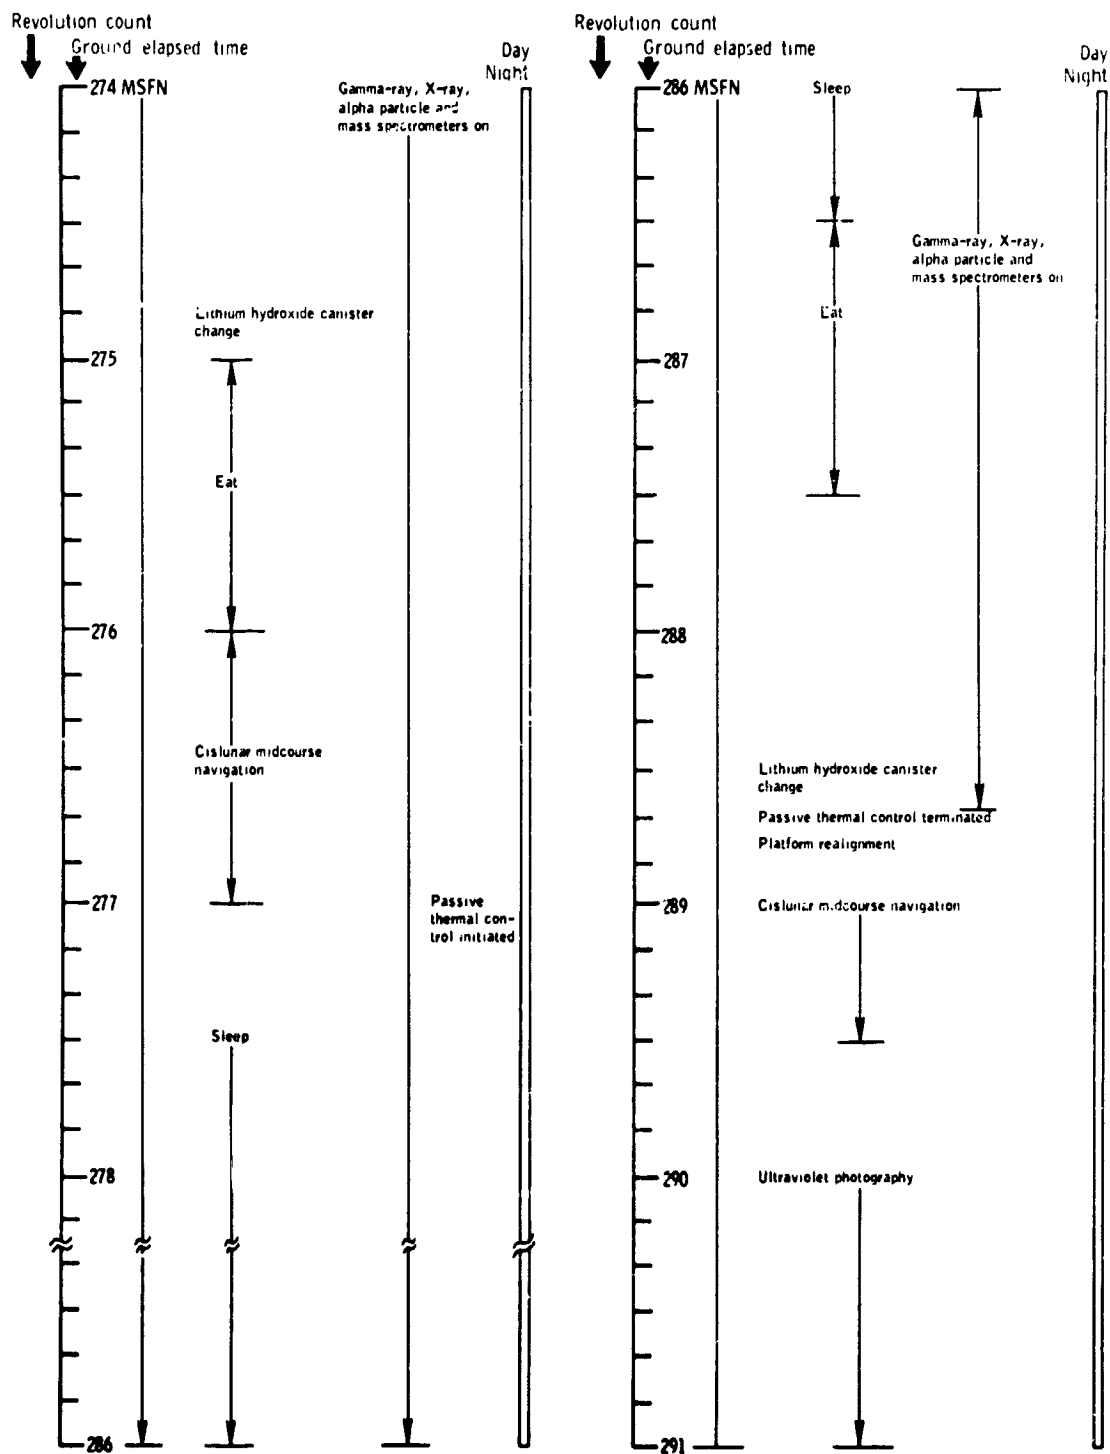 Revolution count
Ground elapsed time
Day
Night
274 MSFN
Gamma-ray, X-ray,
alpha particle and
mass spectrometers on
Lithium hydroxide canister
change
275
Eat
276
Cislunar midcourse
navigation
277
Passive
thermal con-
trol initiated
Sleep
278
286
Revolution count
Ground elapsed time
Day
Night
286 MSFN
Sleep
Gamma-ray, X-ray,
alpha particle and
mass spectrometers on
Eat
287
288
Lithium hydroxide canister
change
Passive thermal control terminated
Platform realignment
289
Cislunar midcourse navigation
290
Ultraviolet photography
291